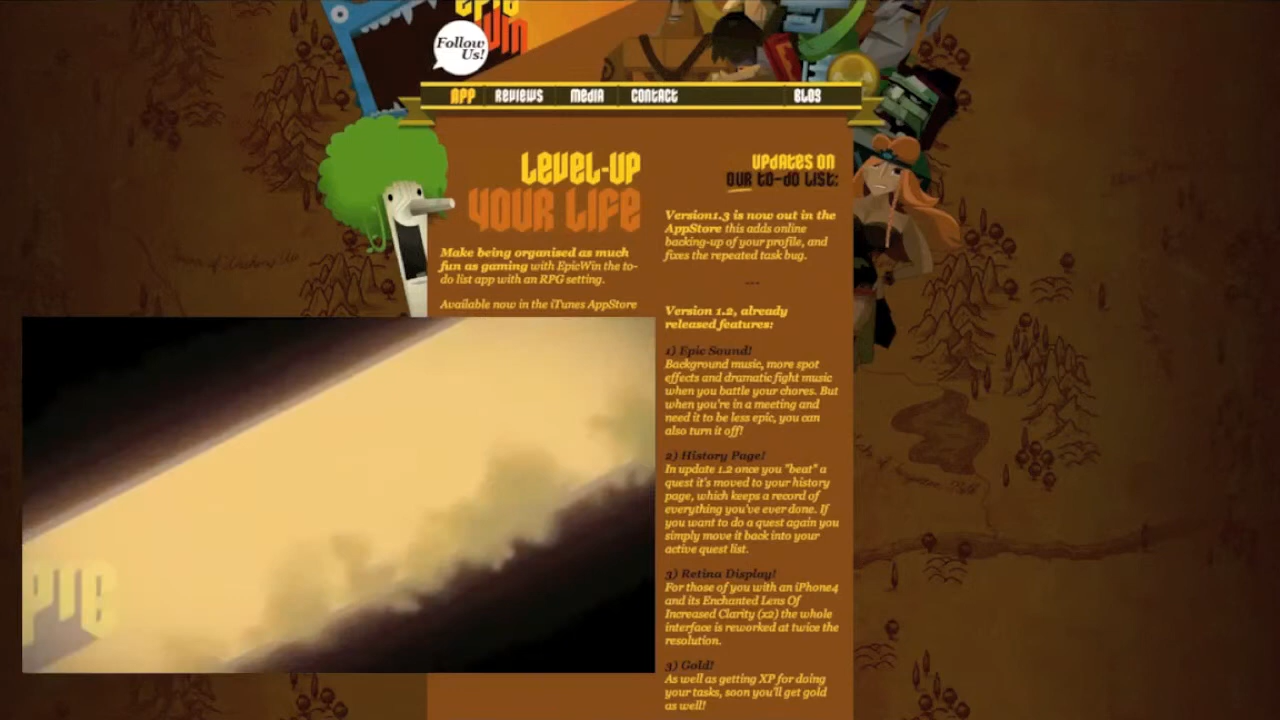 EPIC
WIN
Follow
Us!
APP REVIEWS MEDIA CONTACT BLOG
LEVEL-UP
YOUR LIFE
Make being organised as much
fun as gaming with EpicWin the to-
do list app with an RPG setting.
Available now in the iTunes AppStore
UPDATES ON
OUR TO-DO LIST:
Version1.3 is now out in the
AppStore this adds online
backing-up of your profile, and
fixes the repeated task bug.
---
Version 1.2, already
released features:
1) Epic Sound!
Background music, more spot
effects and dramatic fight music
when you battle your chores. But
when you're in a meeting and
need it to be less epic, you can
also turn it off!
2) History Page!
In update 1.2 once you "beat" a
quest it's moved to your history
page, which keeps a record of
everything you've ever done. If
you want to do a quest again you
simply move it back into your
active quest list.
3) Retina Display!
For those of you with an iPhone4
and its Enchanted Lens Of
Increased Clarity (x2) the whole
interface is reworked at twice the
resolution.
3) Gold!
As well as getting XP for doing
your tasks, soon you'll get gold
as well!